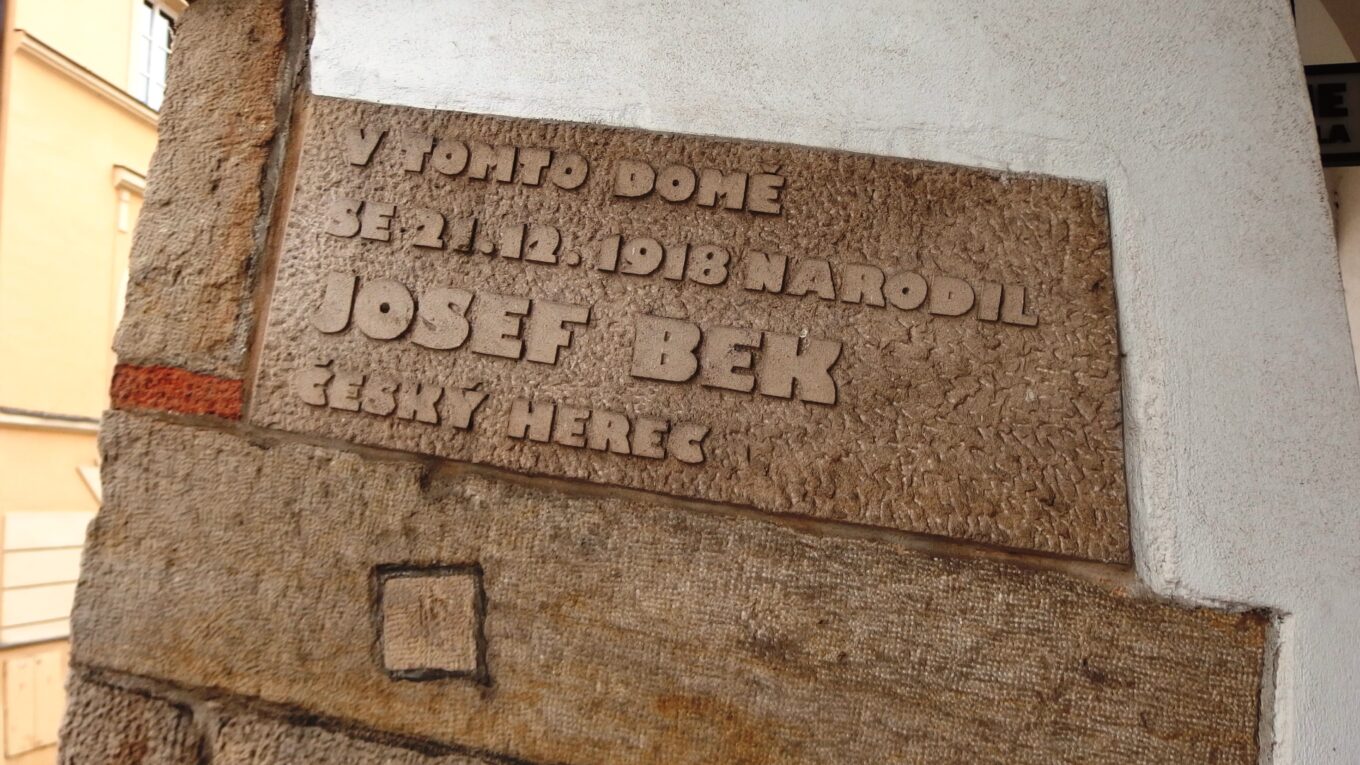 V TOMTO DOMĚ
SE 21.12.1918 NARODIL
JOSEF BEK
ČESKÝ HEREC